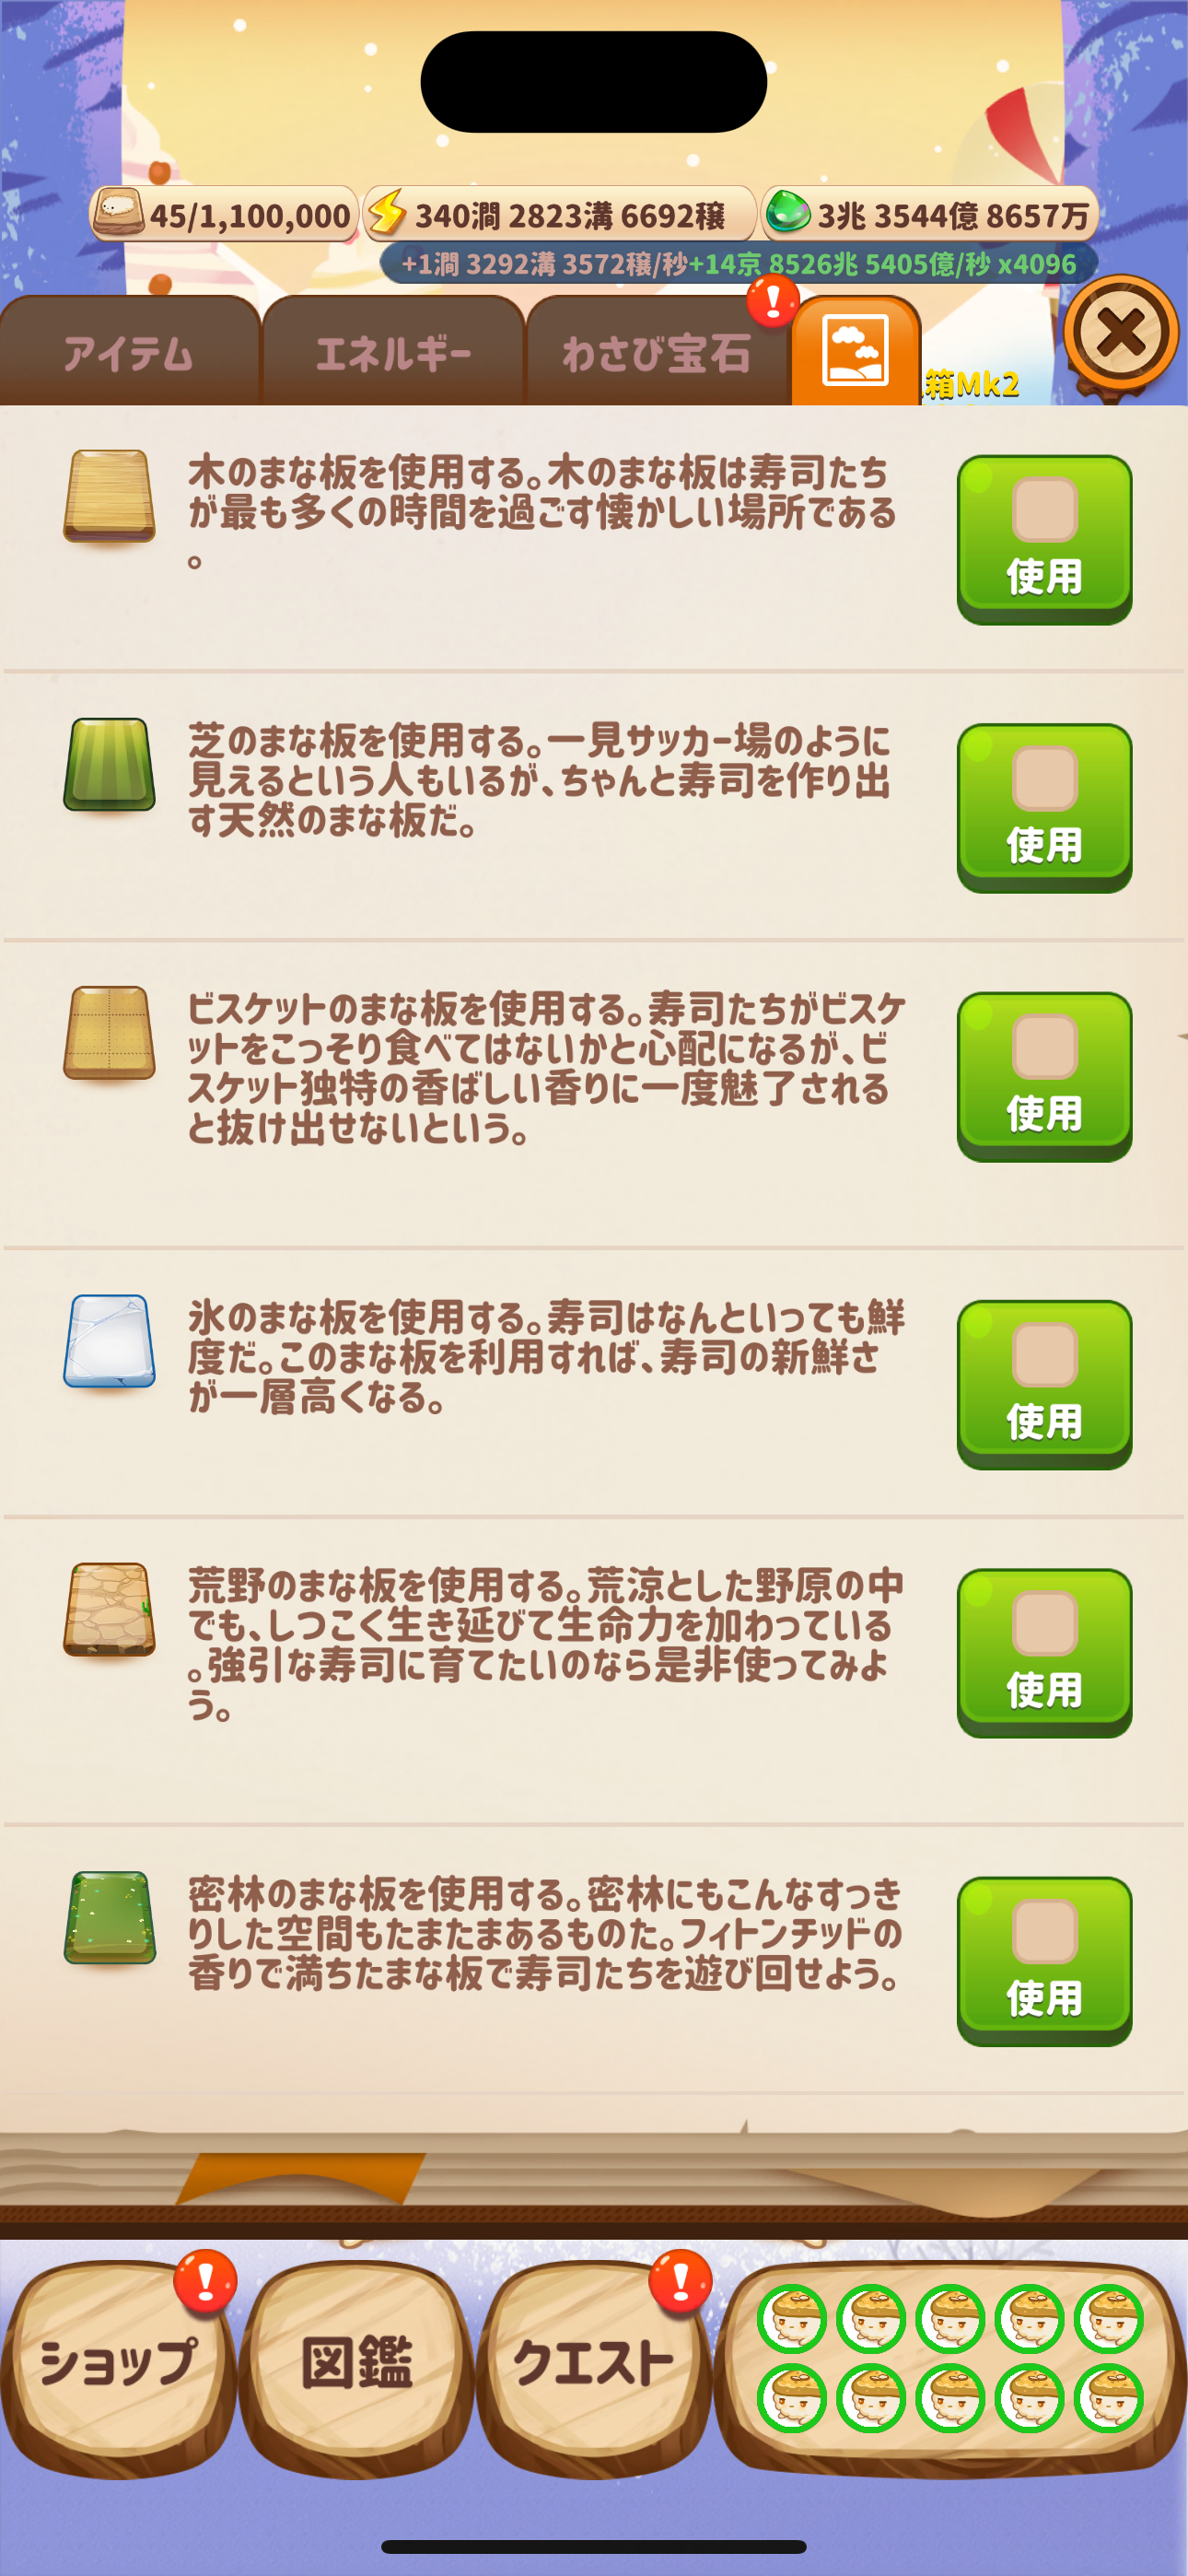 45/1,100,000
340澗 2823溝 6692穣
3兆 3544億 8657万
+1澗 3292溝 3572穣/秒+14京 8526兆 5405億/秒 x4096
アイテム
エネルギー
わさび宝石
箱Mk2
木のまな板を使用する。木のまな板は寿司たち
が最も多くの時間を過ごす懐かしい場所である
。
使用
芝のまな板を使用する。一見サッカー場のように
見えるという人もいるが、ちゃんと寿司を作り出
す天然のまな板だ。
使用
ビスケットのまな板を使用する。寿司たちがビスケ
ットをこっそり食べてはないかと心配になるが、ビ
スケット独特の香ばしい香りに一度魅了される
と抜け出せないという。
使用
氷のまな板を使用する。寿司はなんといっても鮮
度だ。このまな板を利用すれば、寿司の新鮮さ
が一層高くなる。
使用
荒野のまな板を使用する。荒涼とした野原の中
でも、しつこく生き延びて生命力を加わっている
。強引な寿司に育てたいのなら是非使ってみよ
う。
使用
密林のまな板を使用する。密林にもこんなすっき
りした空間もたまたまあるものた。フィトンチッドの
香りで満ちたまな板で寿司たちを遊び回せよう。
使用
ショップ
図鑑
クエスト